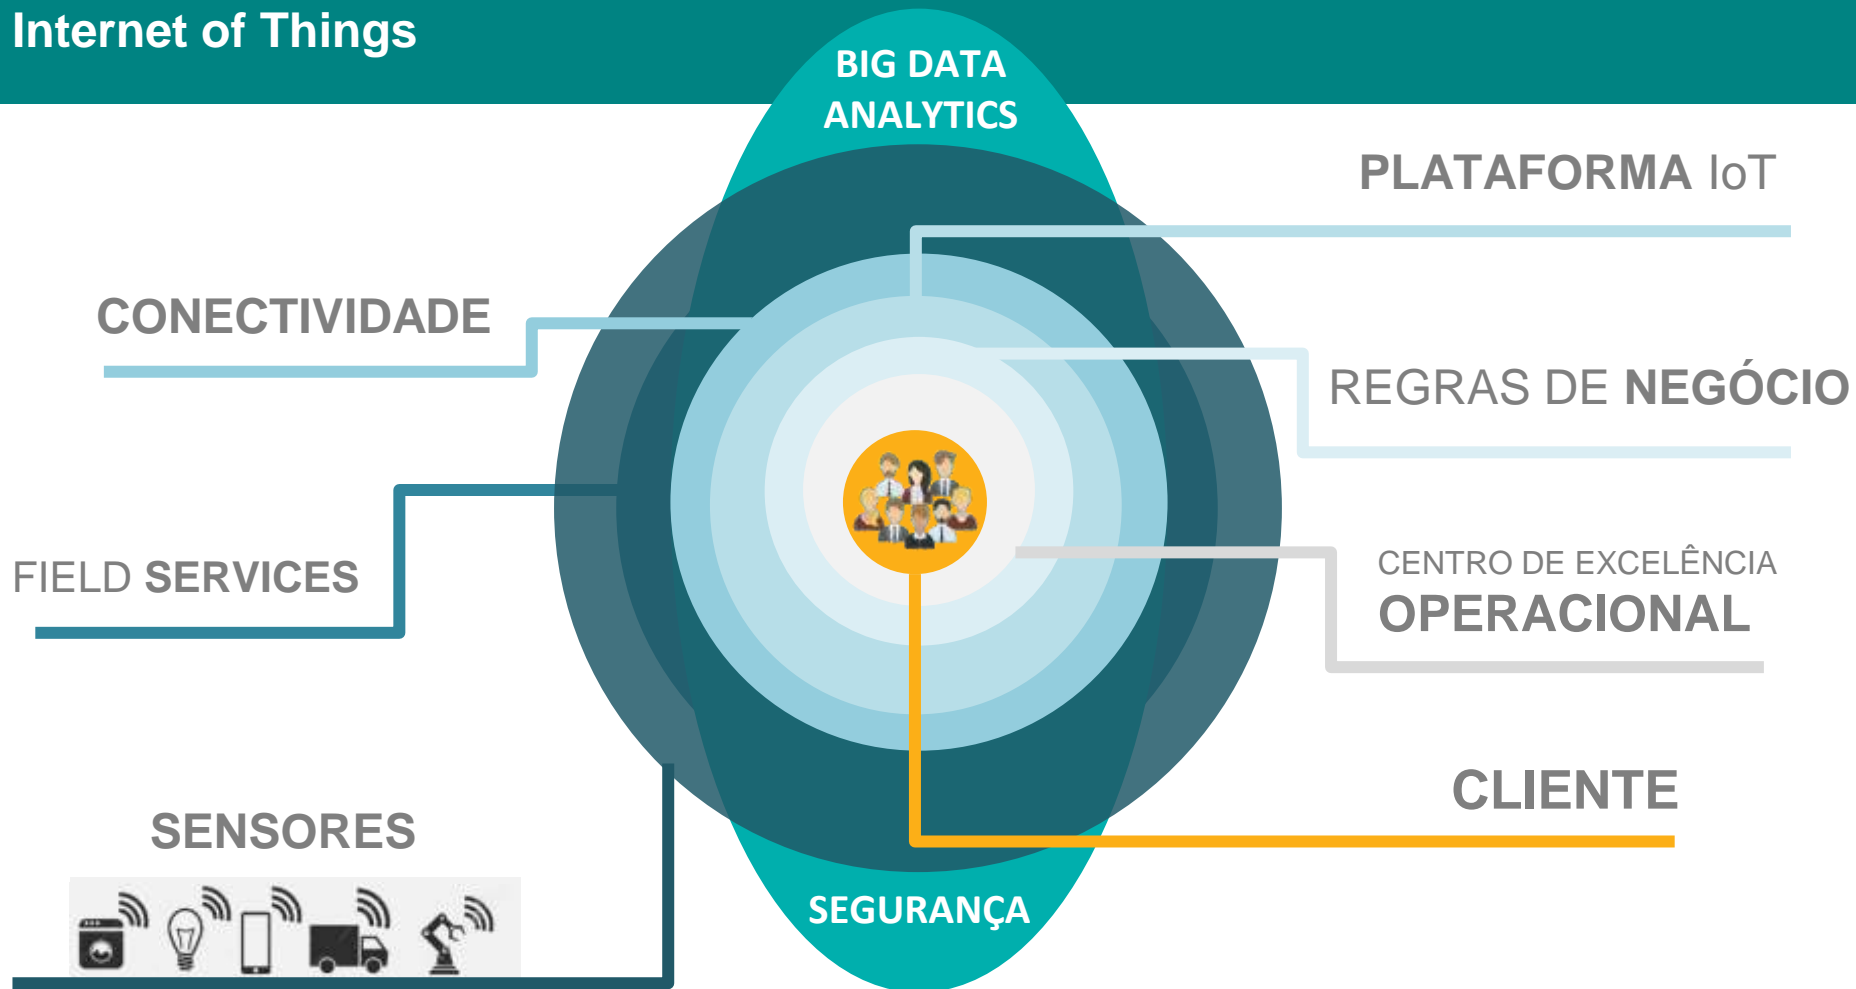 Internet of Things
BIG DATA
ANALYTICS
PLATAFORMA IoT
CONECTIVIDADE
REGRAS DE NEGÓCIO
FIELD SERVICES
CENTRO DE EXCELÊNCIA
OPERACIONAL
CLIENTE
SENSORES
SEGURANÇA